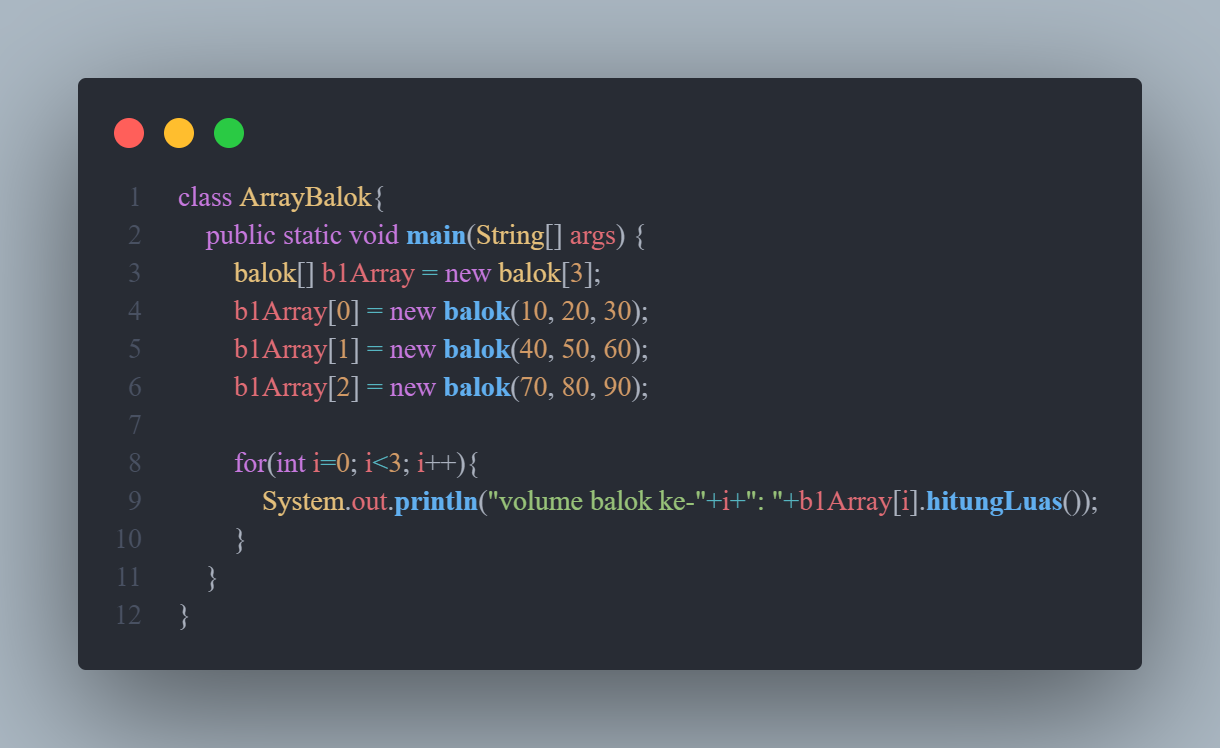 1 class ArrayBalok{
2 public static void main(String[] args) {
3 balok[] b1Array = new balok[3];
4 b1Array[0] = new balok(10, 20, 30);
5 b1Array[1] = new balok(40, 50, 60);
6 b1Array[2] = new balok(70, 80, 90);
7
8 for(int i=0; i<3; i++){
9 System.out.println("volume balok ke-"+i+": "+b1Array[i].hitungLuas());
10 }
11 }
12 }